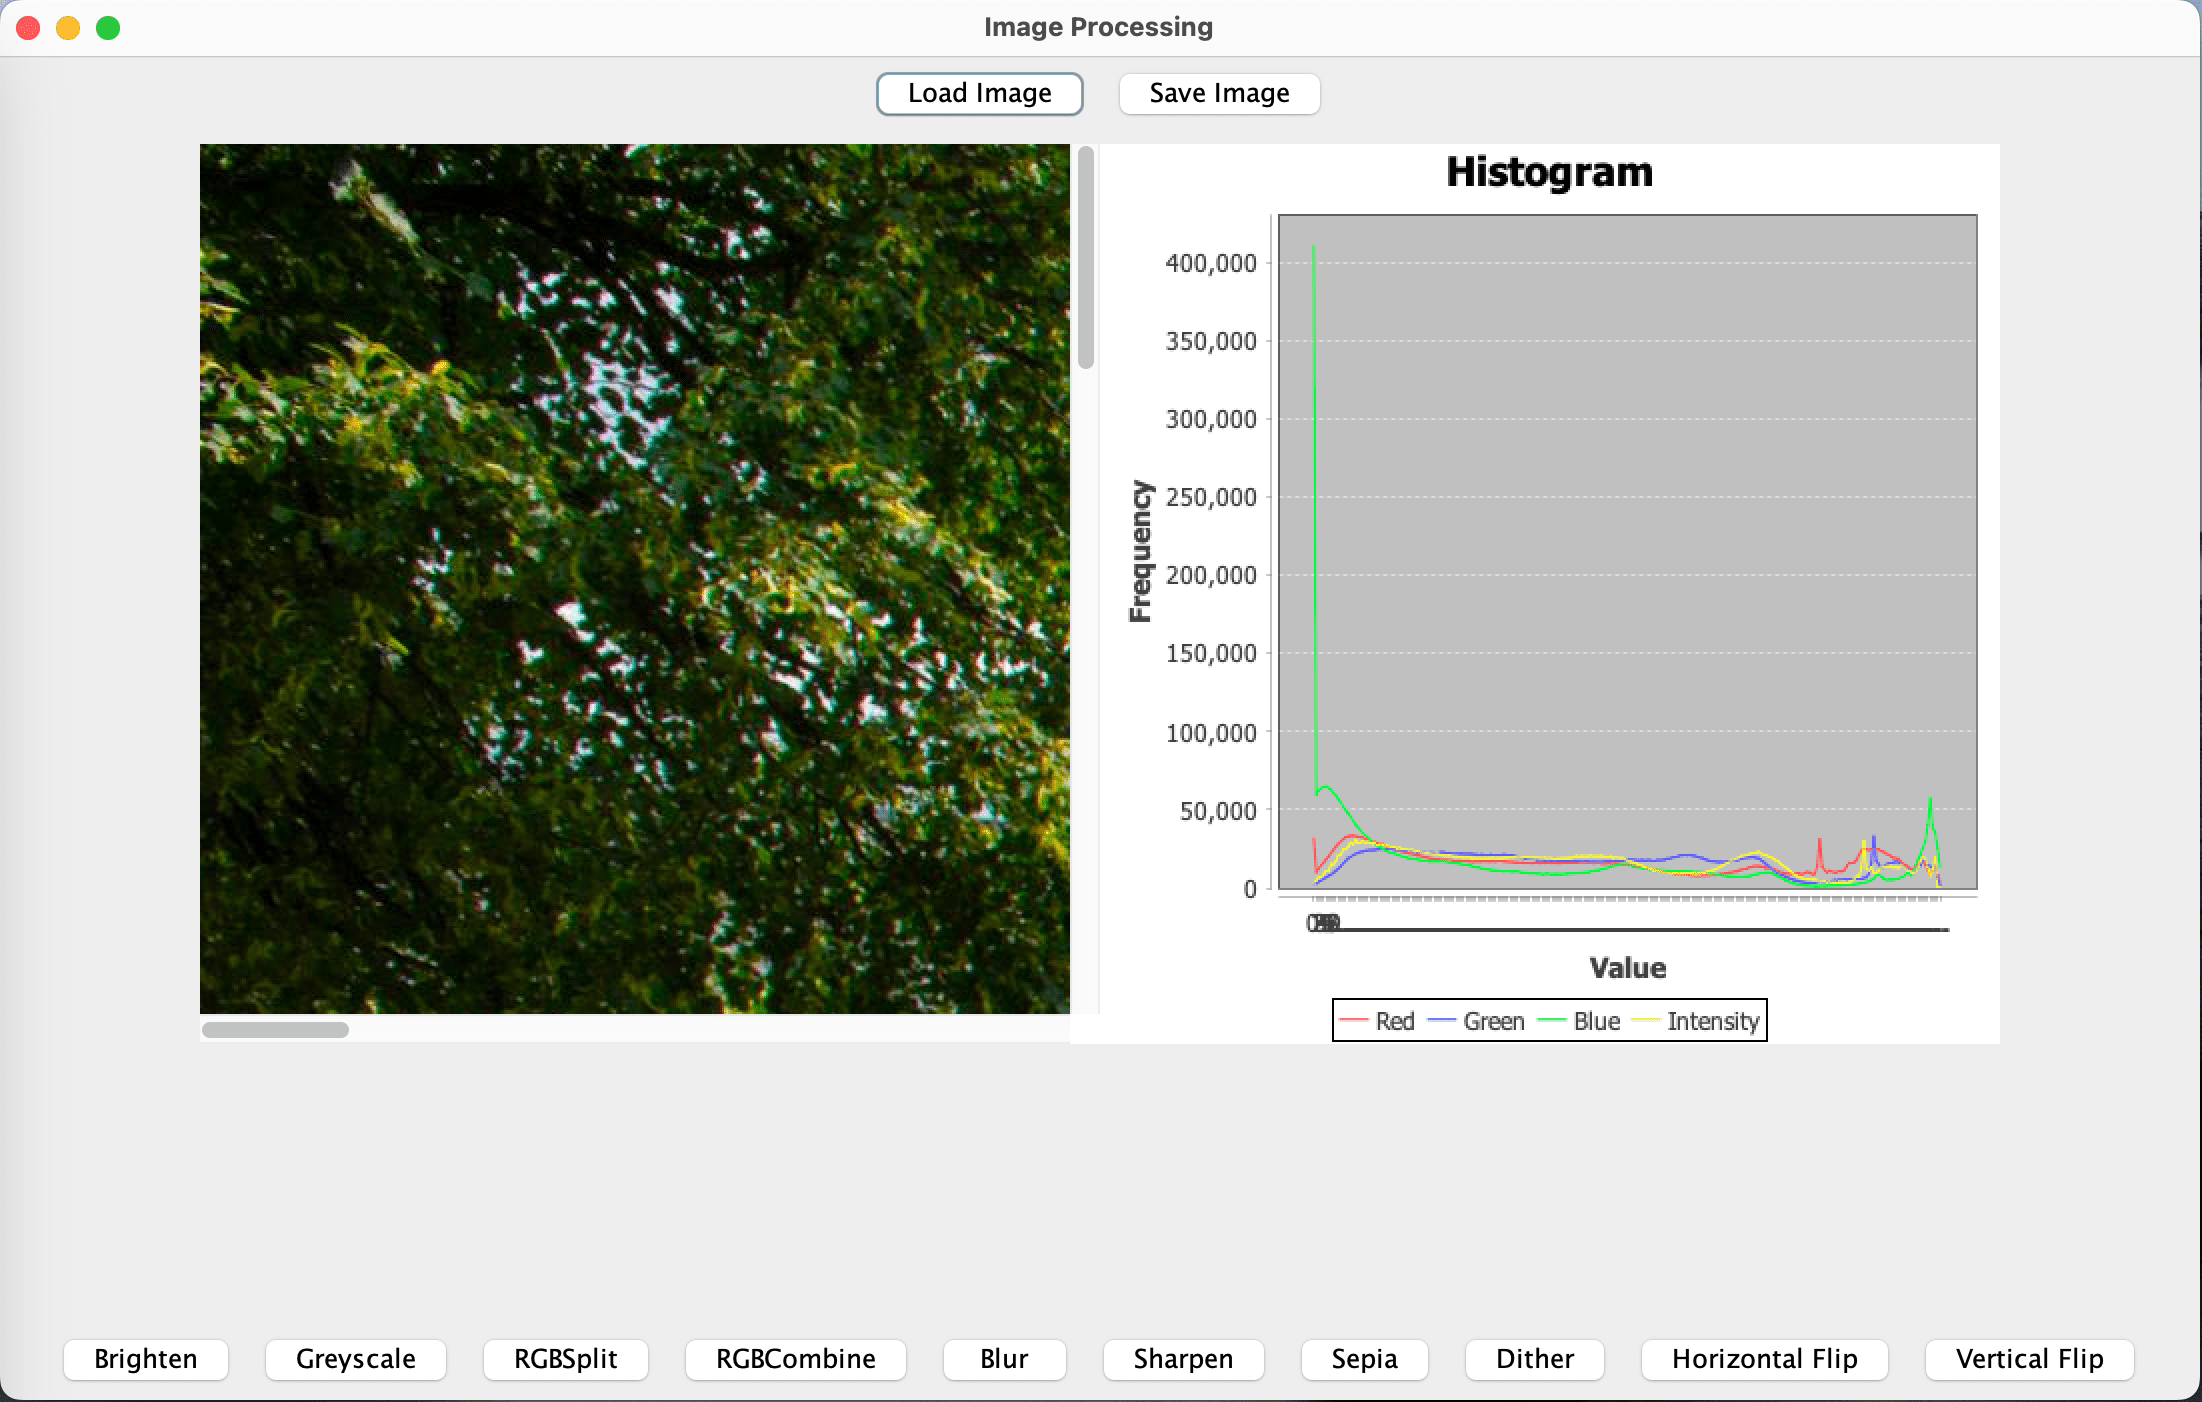 Image Processing
Load Image Save Image
Histogram
400,000
350,000
300,000
250,000
200,000
150,000
100,000
50,000
0
Frequency
Value
Red Green Blue Intensity
Brighten Greyscale RGBSplit RGBCombine Blur Sharpen Sepia Dither Horizontal Flip Vertical Flip